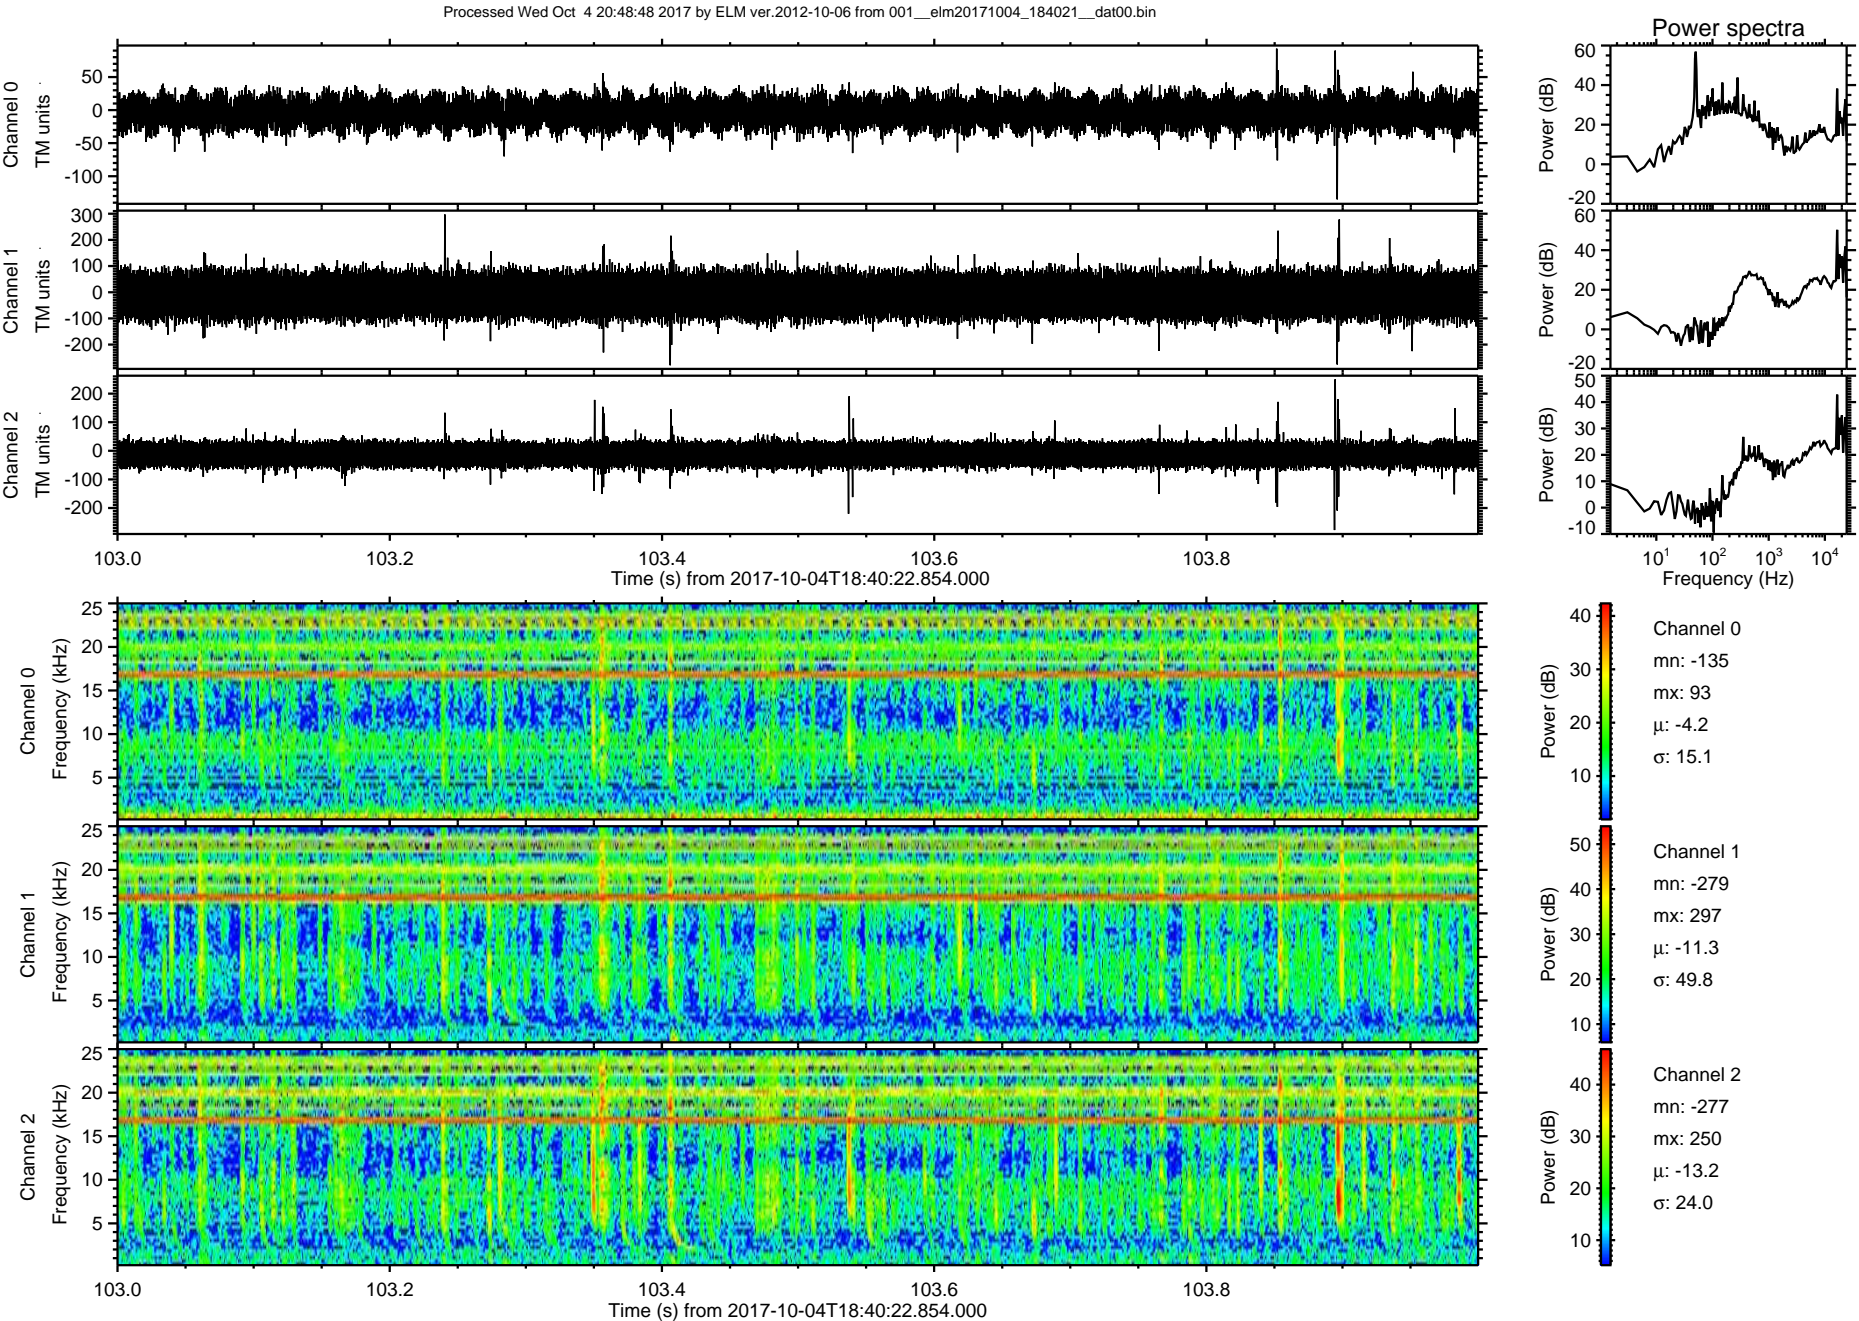 Processed Wed Oct  4 20:48:48 2017 by ELM ver.2012-10-06 from 001__elm20171004_184021__dat00.bin
Power spectra
Channel 0
TM units
50
0
-50
-100
Power (dB)
60
40
20
0
-20
Channel 1
TM units
300
200
100
0
-100
-200
Power (dB)
60
40
20
0
-20
Channel 2
TM units
200
100
0
-100
-200
Power (dB)
50
40
30
20
10
0
-10
103.0 103.2 103.4 103.6 103.8
Time (s) from 2017-10-04T18:40:22.854.000
10^1 10^2 10^3 10^4
Frequency (Hz)
Channel 0
Frequency (kHz)
25
20
15
10
5
Power (dB)
40
30
20
10
Channel 0
mn: -135
mx: 93
μ: -4.2
σ: 15.1
Channel 1
Frequency (kHz)
25
20
15
10
5
Power (dB)
50
40
30
20
10
Channel 1
mn: -279
mx: 297
μ: -11.3
σ: 49.8
Channel 2
Frequency (kHz)
25
20
15
10
5
Power (dB)
40
30
20
10
Channel 2
mn: -277
mx: 250
μ: -13.2
σ: 24.0
103.0 103.2 103.4 103.6 103.8
Time (s) from 2017-10-04T18:40:22.854.000